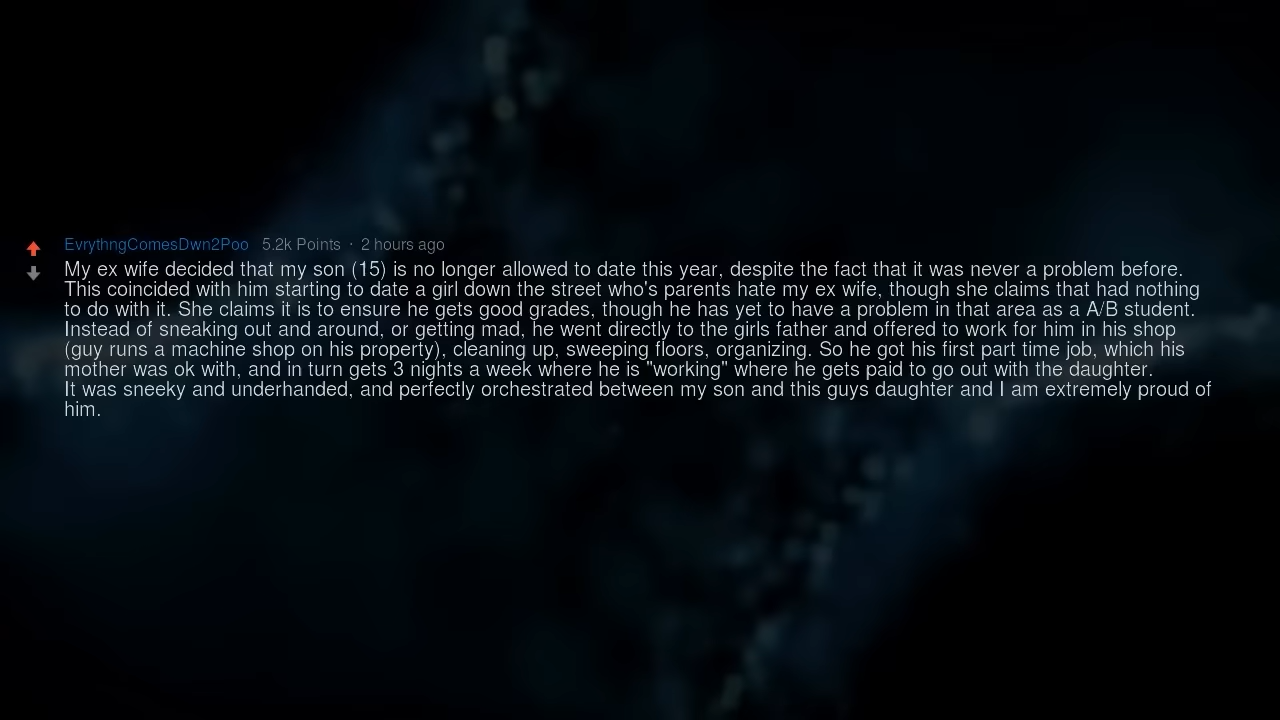 EvrythngComesDwn2Poo 5.2k Points · 2 hours ago
My ex wife decided that my son (15) is no longer allowed to date this year, despite the fact that it was never a problem before.
This coincided with him starting to date a girl down the street who's parents hate my ex wife, though she claims that had nothing
to do with it. She claims it is to ensure he gets good grades, though he has yet to have a problem in that area as a A/B student.
Instead of sneaking out and around, or getting mad, he went directly to the girls father and offered to work for him in his shop
(guy runs a machine shop on his property), cleaning up, sweeping floors, organizing. So he got his first part time job, which his
mother was ok with, and in turn gets 3 nights a week where he is "working" where he gets paid to go out with the daughter.
It was sneeky and underhanded, and perfectly orchestrated between my son and this guys daughter and I am extremely proud of
him.